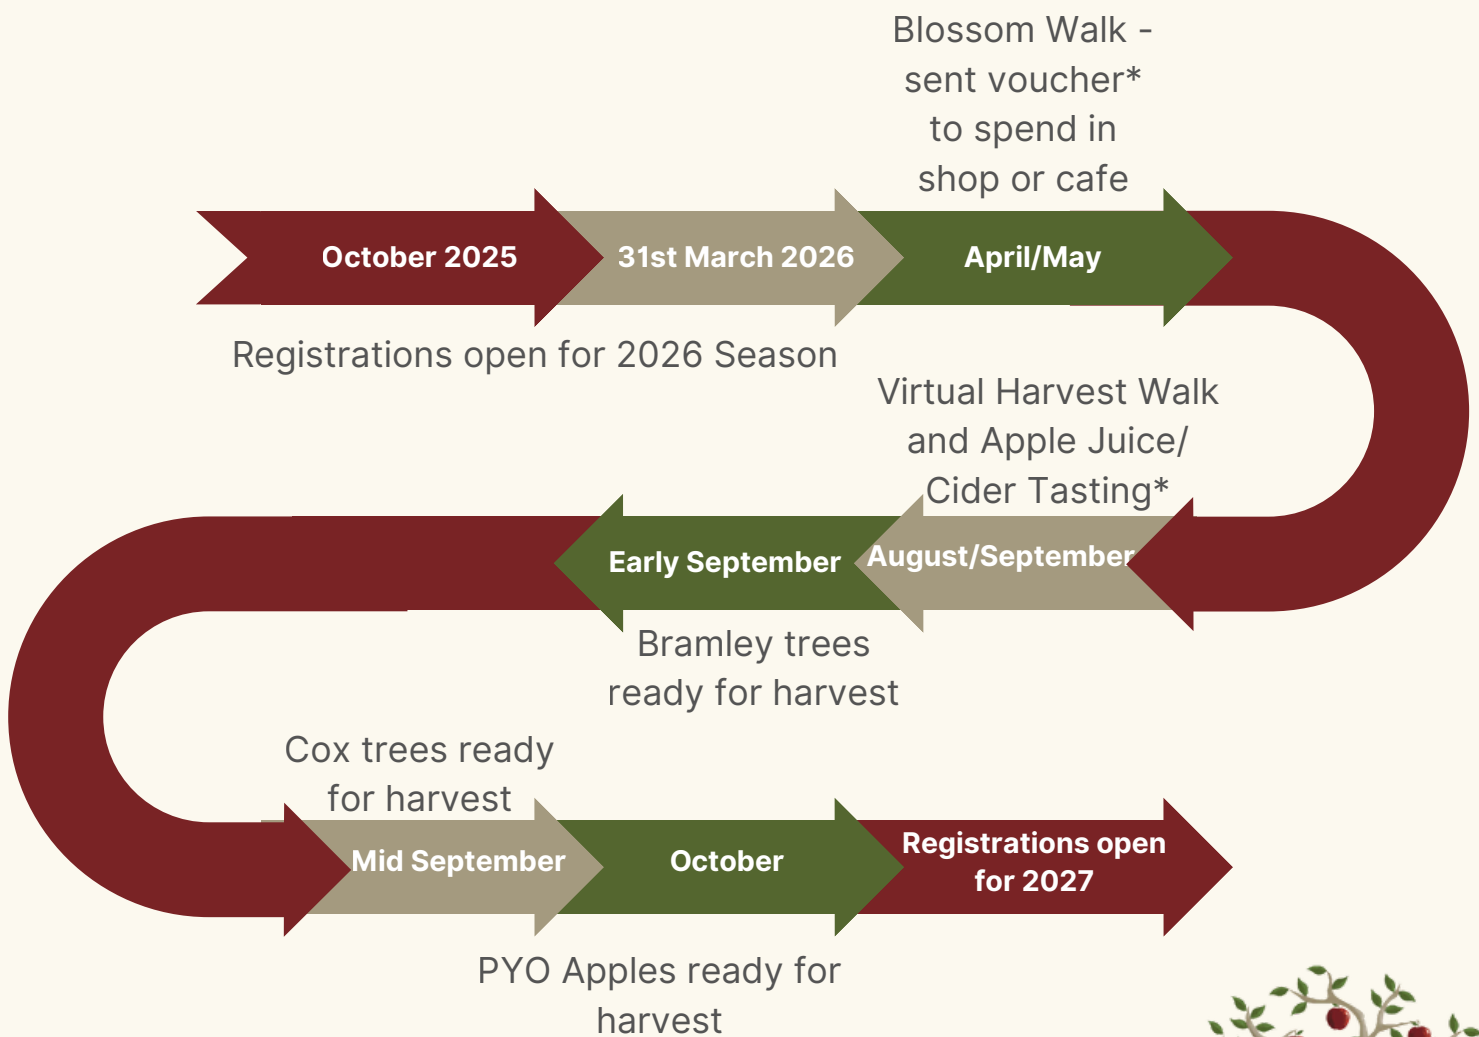 Blossom Walk -
sent voucher*
to spend in
shop or cafe
October 2025
31st March 2026
April/May
Registrations open for 2026 Season
Virtual Harvest Walk
and Apple Juice/
Cider Tasting*
August/September
Early September
Bramley trees
ready for harvest
Cox trees ready
for harvest
Mid September
October
Registrations open
for 2027
PYO Apples ready for
harvest